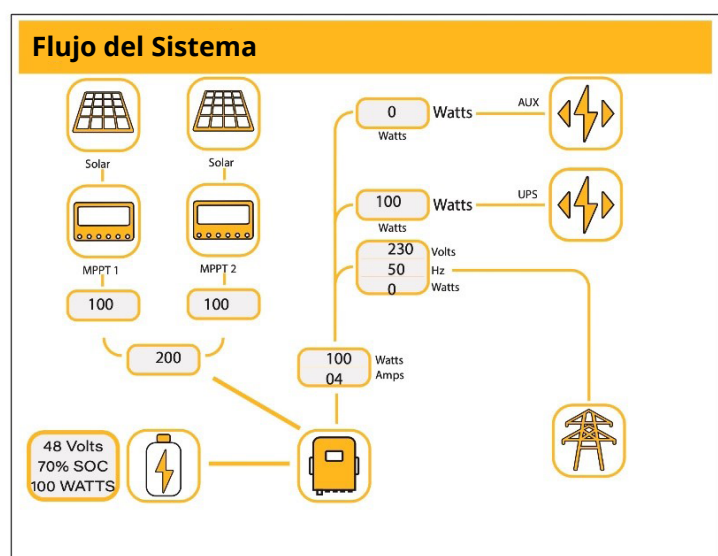 Flujo del Sistema
0 Watts AUX
Watts
Solar Solar
100 Watts UPS
Watts
230 Volts
50 Hz
0 Watts
MPPT 1 MPPT 2
100 100
200
100 Watts
04 Amps
48 Volts
70% SOC
100 WATTS